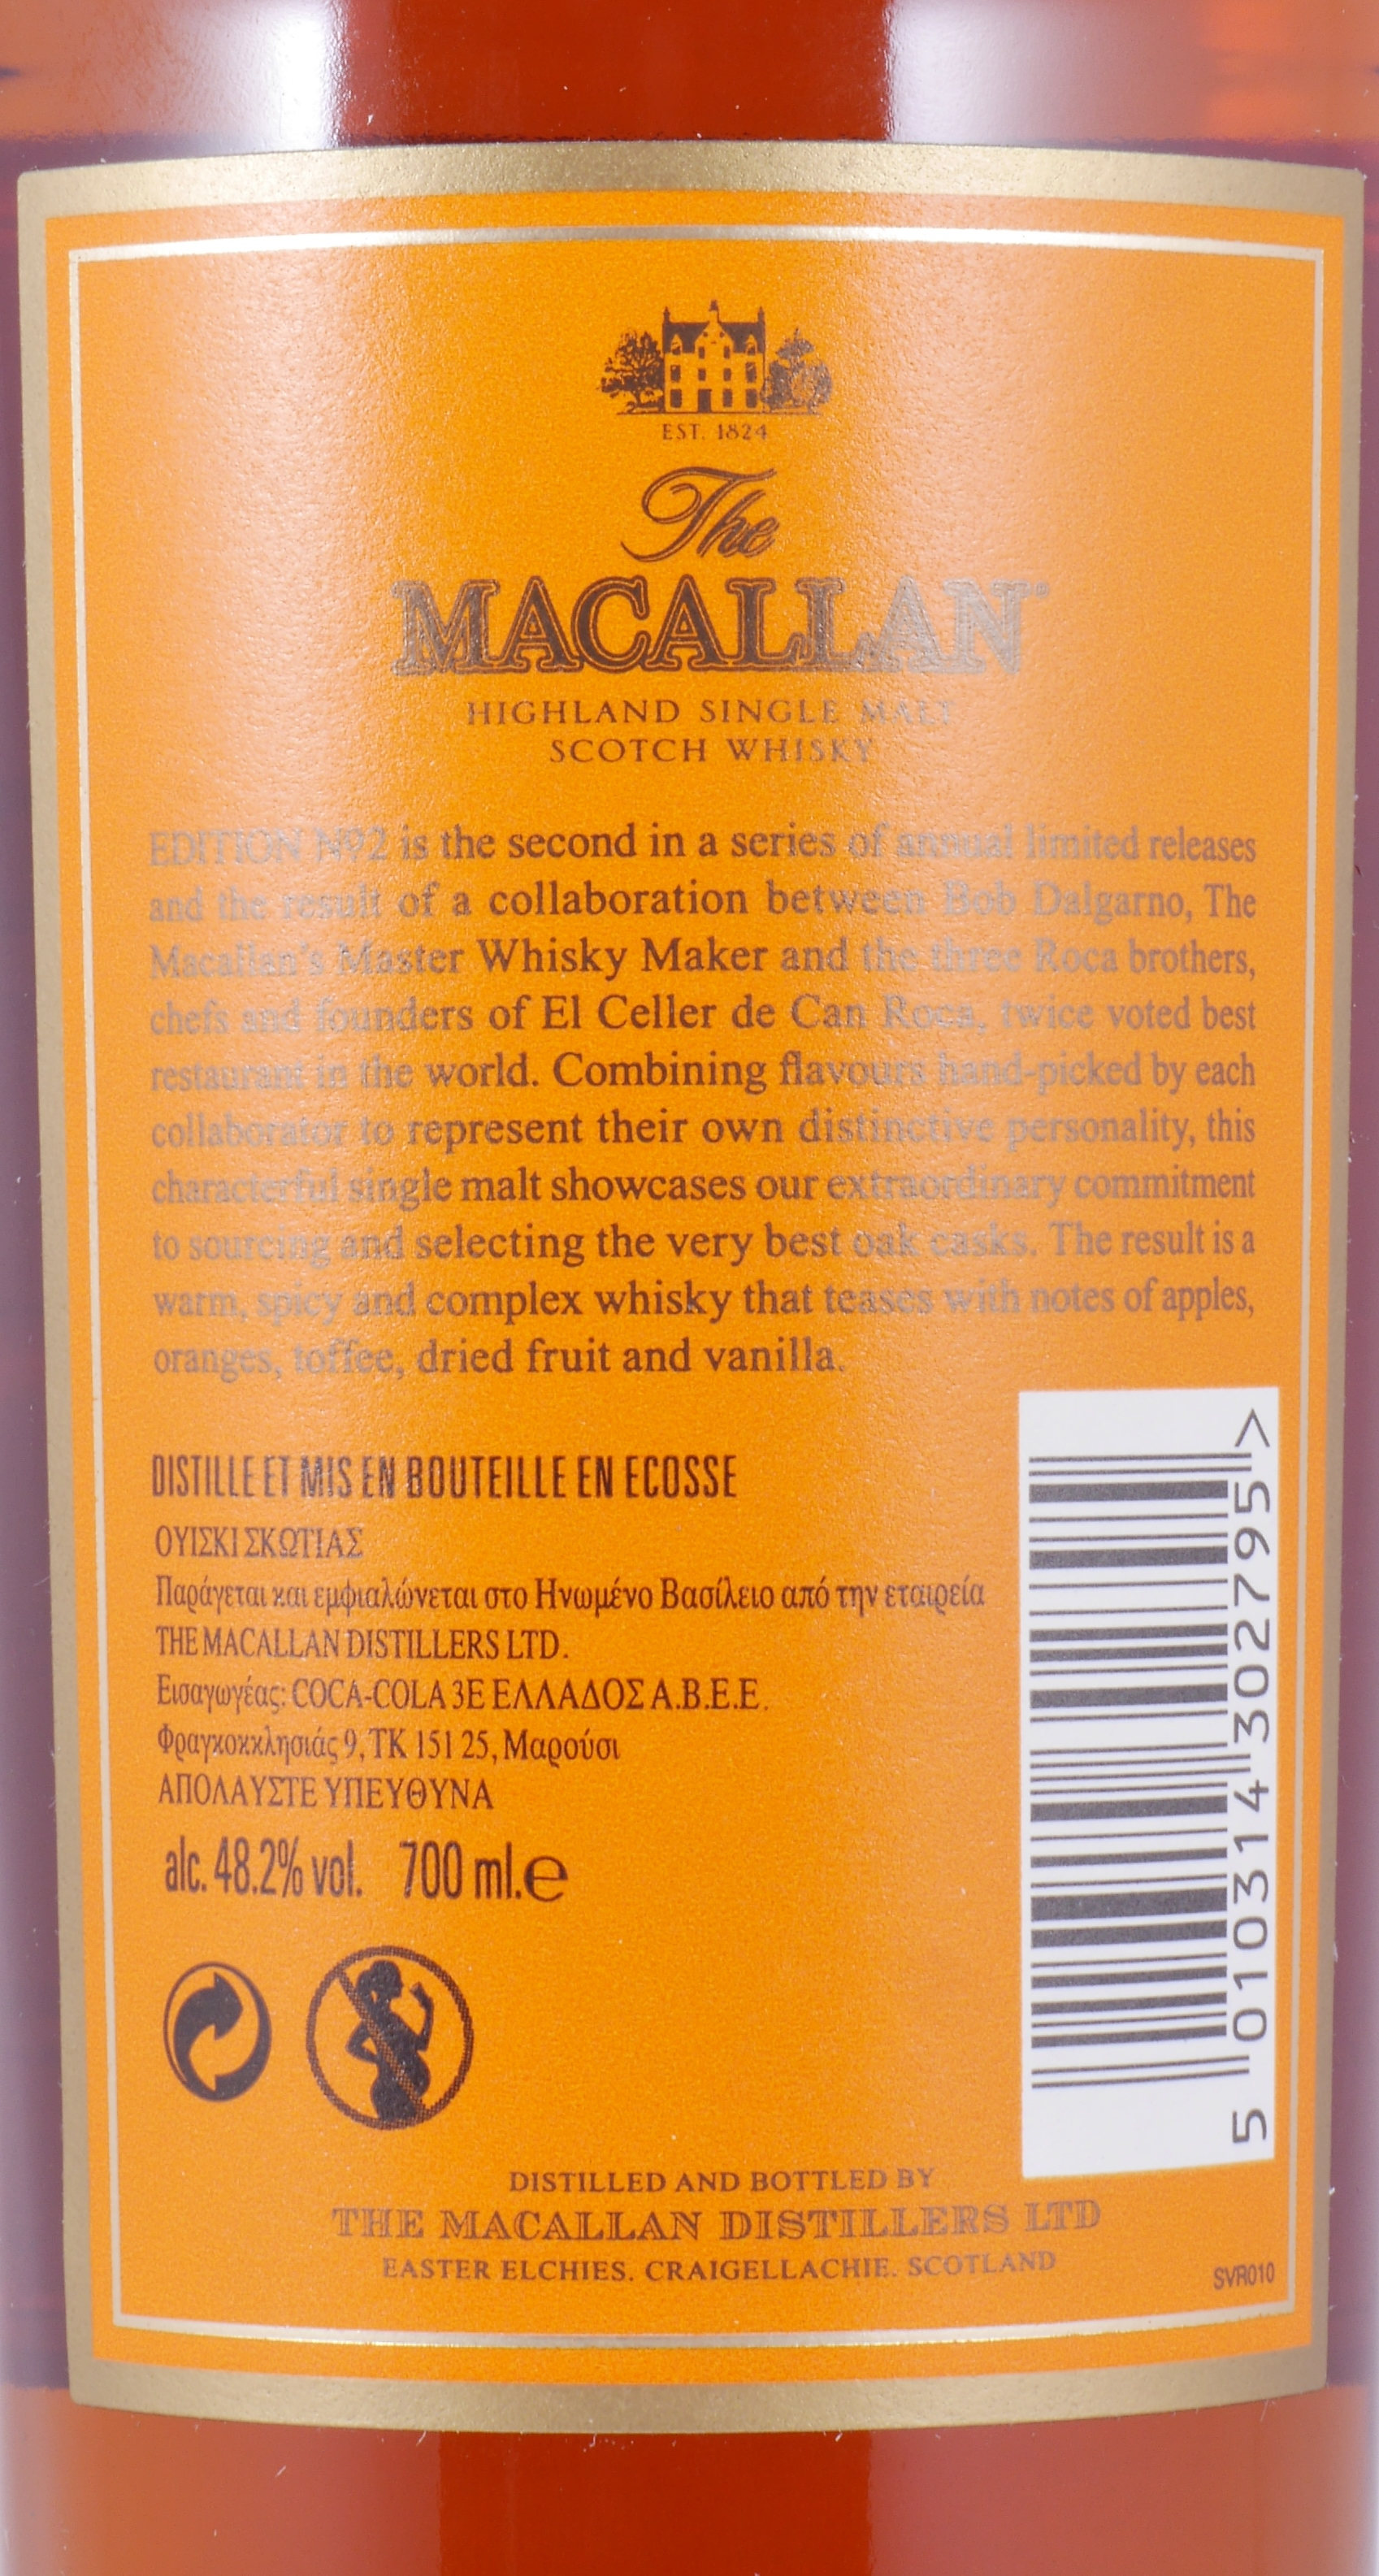 EST. 1824
The
MACALLAN®
HIGHLAND SINGLE MALT
SCOTCH WHISKY
EDITION Nº2 is the second in a series of annual limited releases
and the result of a collaboration between Bob Dalgarno, The
Macallan's Master Whisky Maker and the three Roca brothers,
chefs and founders of El Celler de Can Roca, twice voted best
restaurant in the world. Combining flavours hand-picked by each
collaborator to represent their own distinctive personality, this
characterful single malt showcases our extraordinary commitment
to sourcing and selecting the very best oak casks. The result is a
warm, spicy and complex whisky that teases with notes of apples,
oranges, toffee, dried fruit and vanilla.
DISTILLE ET MIS EN BOUTEILLE EN ECOSSE
ΟΥΙΣΚΙ ΣΚΩΤΙΑΣ
Παράγεται και εμφιαλώνεται στο Ηνωμένο Βασίλειο από την εταιρεία
THE MACALLAN DISTILLERS LTD.
Εισαγωγέας: COCA-COLA 3E ΕΛΛΑΔΟΣ Α.Β.Ε.Ε.
Φραγκοκκλησιάς 9, ΤΚ 151 25, Μαρούσι
ΑΠΟΛΑΥΣΤΕ ΥΠΕΥΘΥΝΑ
alc. 48.2% vol. 700 ml.e
5 010314 302795 >
DISTILLED AND BOTTLED BY
THE MACALLAN DISTILLERS LTD
EASTER ELCHIES, CRAIGELLACHIE, SCOTLAND
SVR010